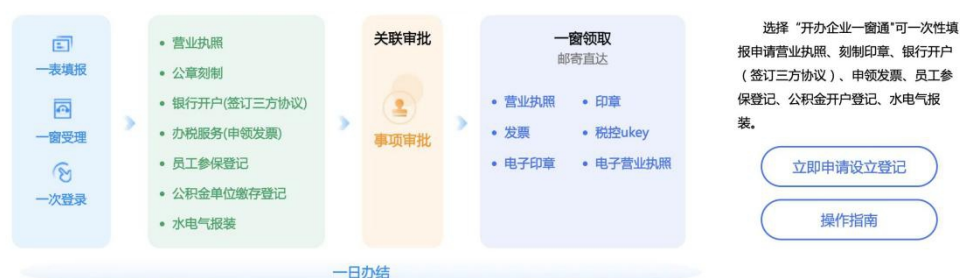 一表填报
一窗受理
一次登录
营业执照
公章刻制
银行开户(签订三方协议)
办税服务(申领发票)
员工参保登记
公积金单位缴存登记
水电气报装
关联审批
事项审批
一窗领取
邮寄直达
营业执照
印章
发票
税控ukey
电子印章
电子营业执照
一日办结
选择“开办企业一窗通"可一次性填
报申请营业执照、刻制印章、银行开户
（签订三方协议）、申领发票、员工参
保登记、公积金开户登记、水电气报
装。
立即申请设立登记
操作指南